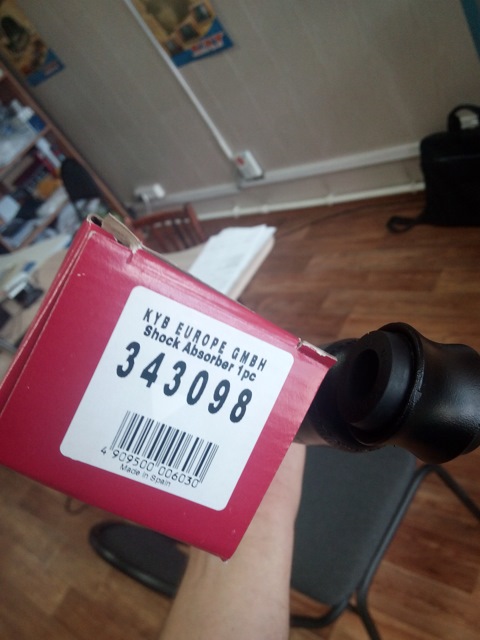 KYB EUROPE GMBH
Shock Absorber 1pc
343098
4 909500 006030
Made in Spain